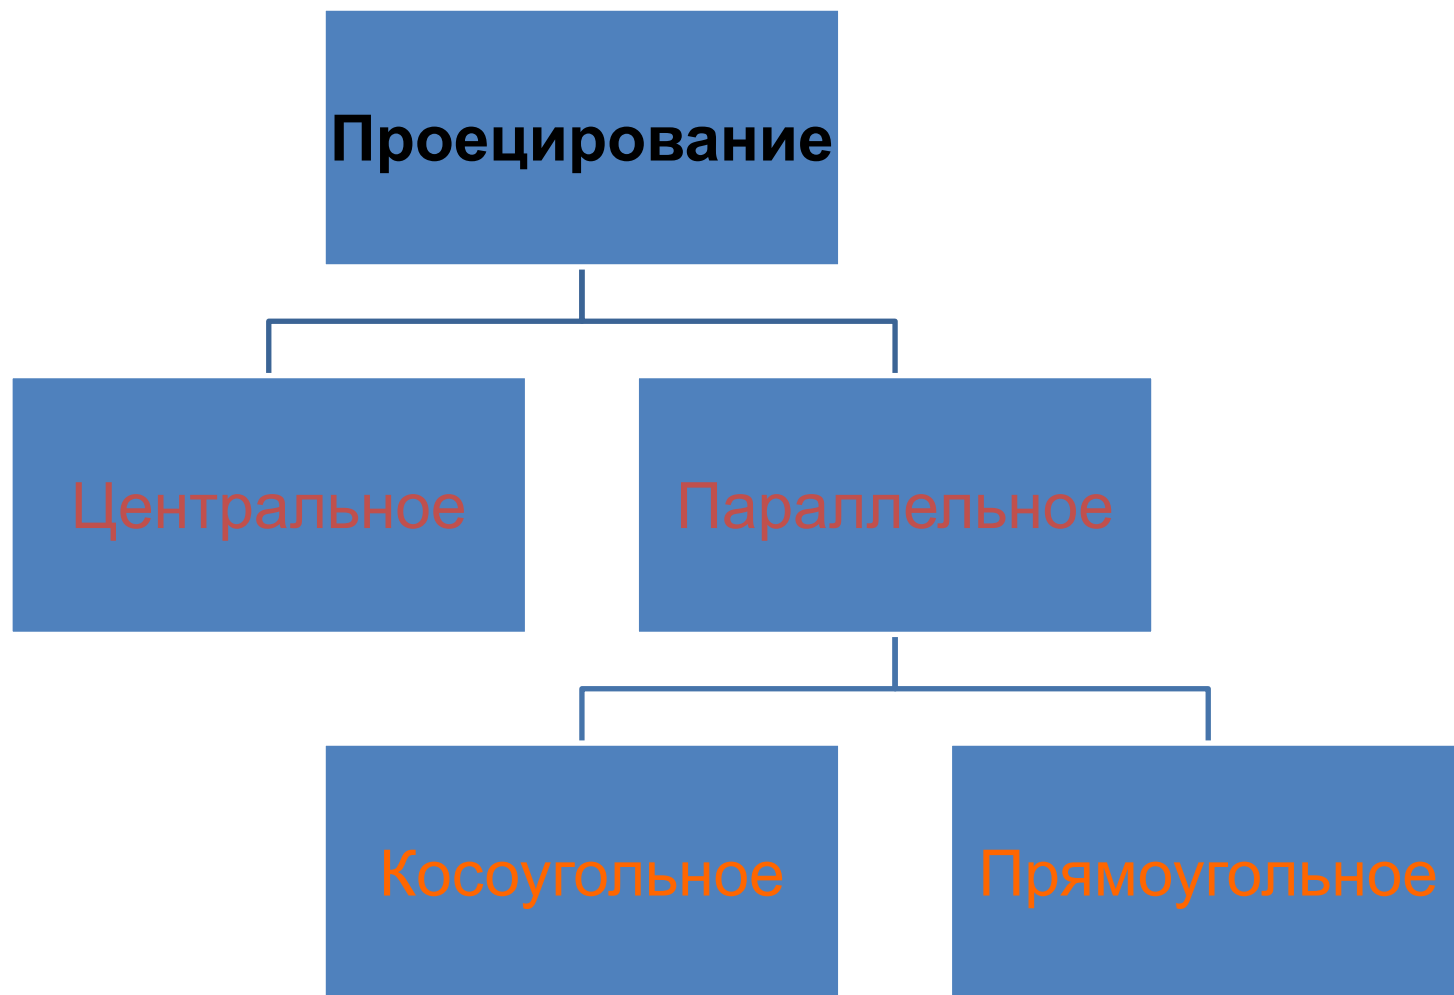 Проецирование
Центральное
Параллельное
Косоугольное
Прямоугольное